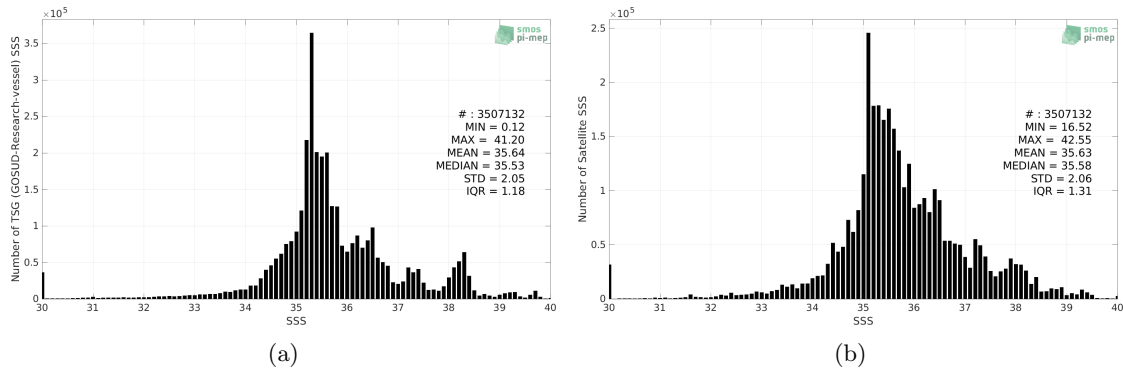 ×10⁵
smos
pi-mep
Number of TSG (GOSUD-Research-vessel) SSS
3.5
3
2.5
2
1.5
1
0.5
0
# : 3507132
MIN = 0.12
MAX = 41.20
MEAN = 35.64
MEDIAN = 35.53
STD = 2.05
IQR = 1.18
30 31 32 33 34 35 36 37 38 39 40
SSS
(a)
×10⁵
smos
pi-mep
Number of Satellite SSS
2.5
2
1.5
1
0.5
0
# : 3507132
MIN = 16.52
MAX = 42.55
MEAN = 35.63
MEDIAN = 35.58
STD = 2.06
IQR = 1.31
30 31 32 33 34 35 36 37 38 39 40
SSS
(b)